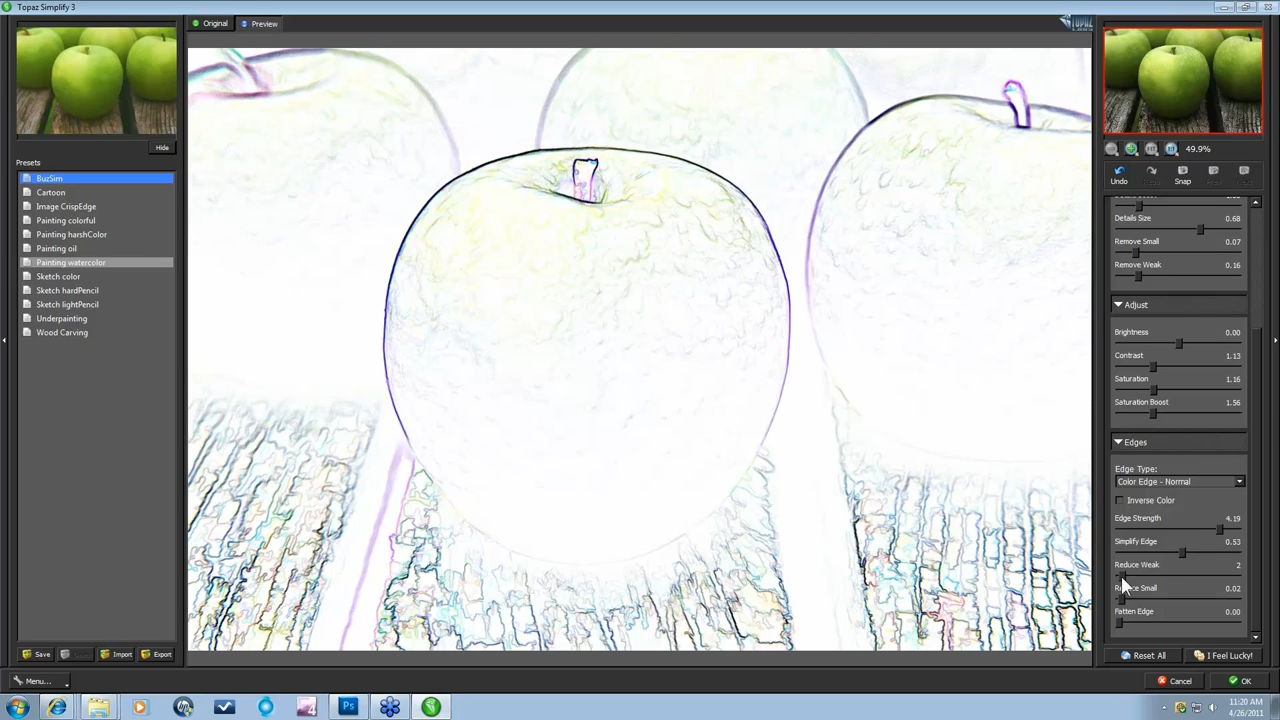 Topaz Simplify 3
Original
Preview
TOPAZ
Hide
Presets
BuzSim
Cartoon
Image CrispEdge
Painting colorful
Painting harshColor
Painting oil
Painting watercolor
Sketch color
Sketch hardPencil
Sketch lightPencil
Underpainting
Wood Carving
Save
Import
Export
Menu...
49.9%
Undo
Snap
Details Size 0.68
Remove Small 0.07
Remove Weak 0.16
Adjust
Brightness 0.00
Contrast 1.13
Saturation 1.16
Saturation Boost 1.56
Edges
Edge Type:
Color Edge - Normal
Inverse Color
Edge Strength 4.19
Simplify Edge 0.53
Reduce Weak 2
Small 0.02
Fatten Edge 0.00
Reset All
I Feel Lucky!
Cancel
OK
11:20 AM
4/26/2011